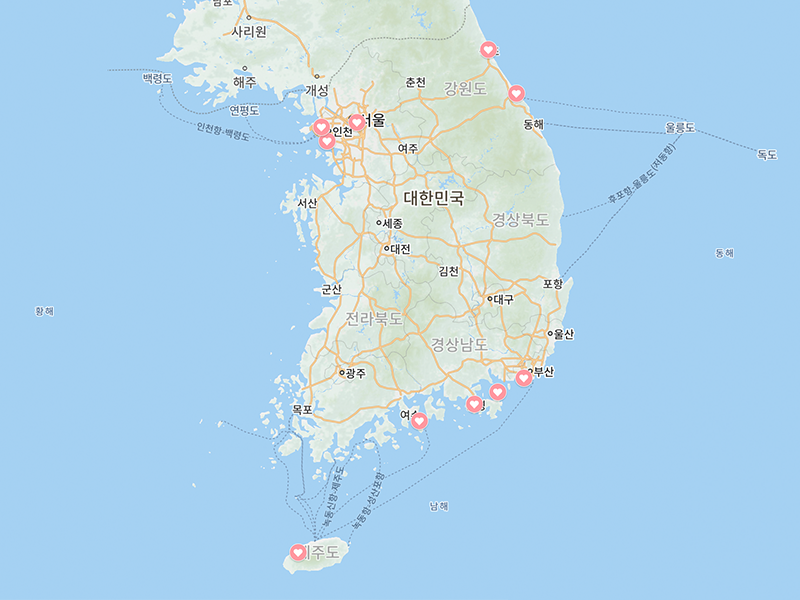 남포
사리원
백령도
해주
개성
춘천
강원도
연평도
인천항-백령도
인천
서울
동해
울릉도
여주
독도
후포항-울릉도(저동항)
서산
대한민국
세종
경상북도
대전
동해
김천
포항
군산
대구
황해
전라북도
울산
경상남도
광주
부산
목포
녹동신항-제주도
녹동항-성산포항
남해
제주도